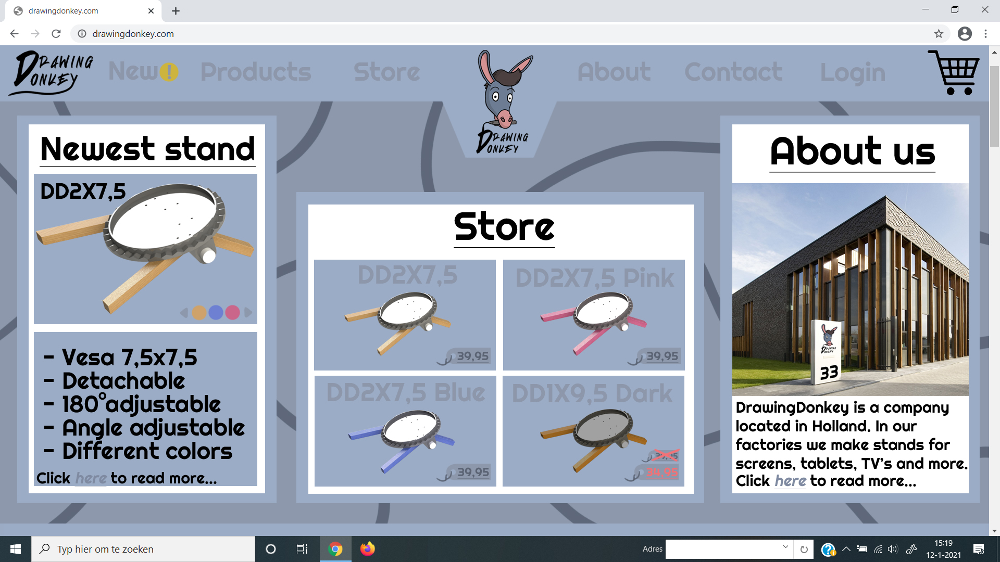 drawingdonkey.com
drawingdonkey.com
Drawing
Donkey
New!
Products
Store
Drawing
Donkey
About
Contact
Login
Newest stand
DD2X7,5
- Vesa 7,5x7,5
- Detachable
- 180°adjustable
- Angle adjustable
- Different colors
Click here to read more...
Store
DD2X7,5
39,95
DD2X7,5 Pink
39,95
DD2X7,5 Blue
39,95
DD1X9,5 Dark
39,95
34,95
About us
Drawing
Donkey
33
DrawingDonkey is a company
located in Holland. In our
factories we make stands for
screens, tablets, TV's and more.
Click here to read more...
Typ hier om te zoeken
Adres
15:19
12-1-2021